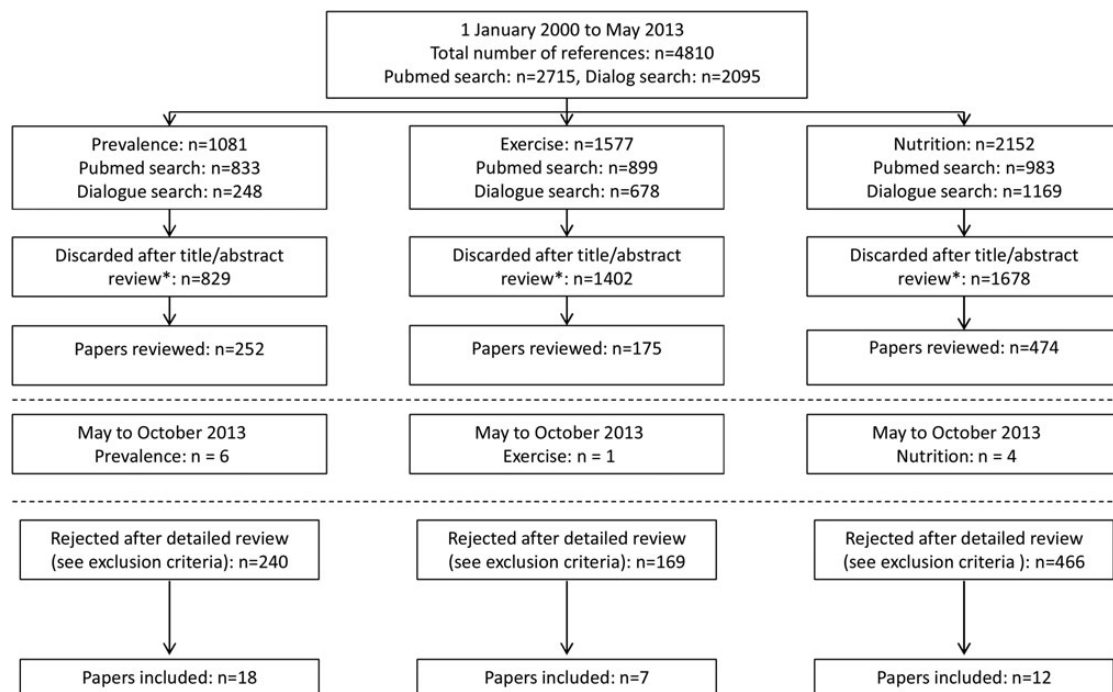 1 January 2000 to May 2013
Total number of references: n=4810
Pubmed search: n=2715, Dialog search: n=2095
Prevalence: n=1081
Pubmed search: n=833
Dialogue search: n=248
Exercise: n=1577
Pubmed search: n=899
Dialogue search: n=678
Nutrition: n=2152
Pubmed search: n=983
Dialogue search: n=1169
Discarded after title/abstract
review*: n=829
Discarded after title/abstract
review*: n=1402
Discarded after title/abstract
review*: n=1678
Papers reviewed: n=252
Papers reviewed: n=175
Papers reviewed: n=474
May to October 2013
Prevalence: n = 6
May to October 2013
Exercise: n = 1
May to October 2013
Nutrition: n = 4
Rejected after detailed review
(see exclusion criteria): n=240
Rejected after detailed review
(see exclusion criteria): n=169
Rejected after detailed review
(see exclusion criteria ): n=466
Papers included: n=18
Papers included: n=7
Papers included: n=12